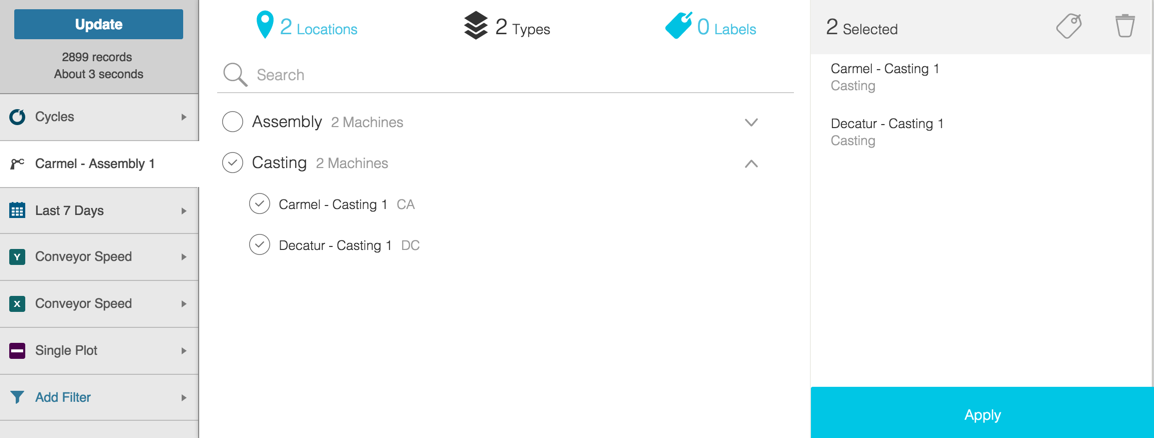 Update
2899 records
About 3 seconds
Cycles
Carmel - Assembly 1
Last 7 Days
Y Conveyor Speed
X Conveyor Speed
Single Plot
Add Filter
2 Locations
2 Types
0 Labels
Search
Assembly 2 Machines
Casting 2 Machines
Carmel - Casting 1 CA
Decatur - Casting 1 DC
2 Selected
Carmel - Casting 1
Casting
Decatur - Casting 1
Casting
Apply